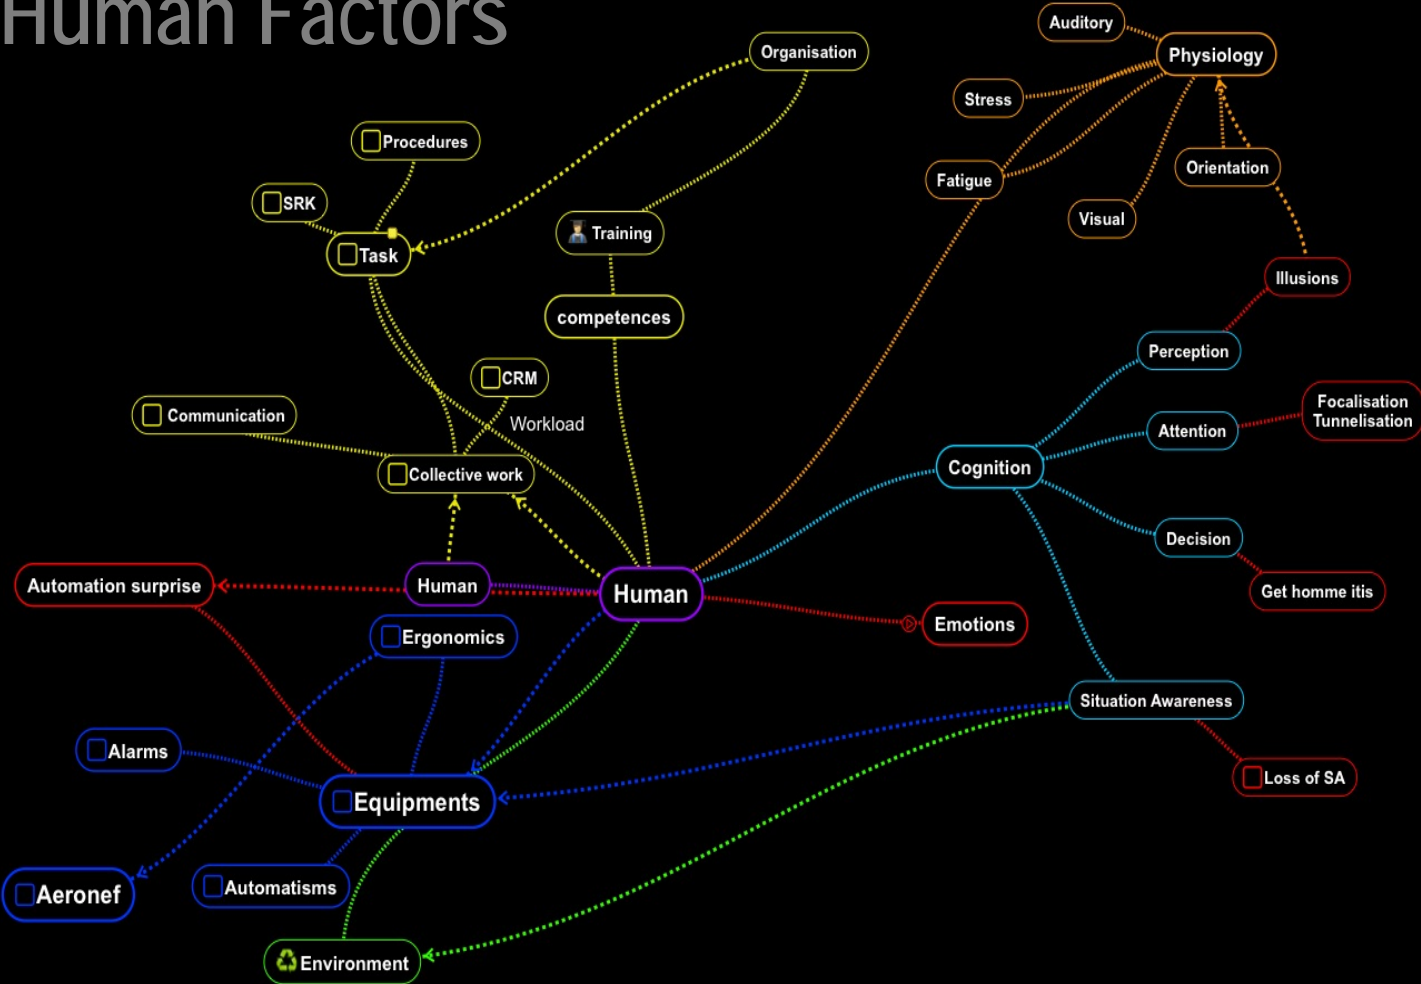 Human Factors
Auditory
Organisation
Physiology
Stress
Procedures
Orientation
Fatigue
SRK
Visual
Training
Task
Illusions
competences
Perception
CRM
Focalisation
Tunnelisation
Communication
Workload
Attention
Cognition
Collective work
Decision
Automation surprise
Human
Human
Get homme itis
Emotions
Ergonomics
Situation Awareness
Alarms
Loss of SA
Equipments
Automatisms
Aeronef
Environment